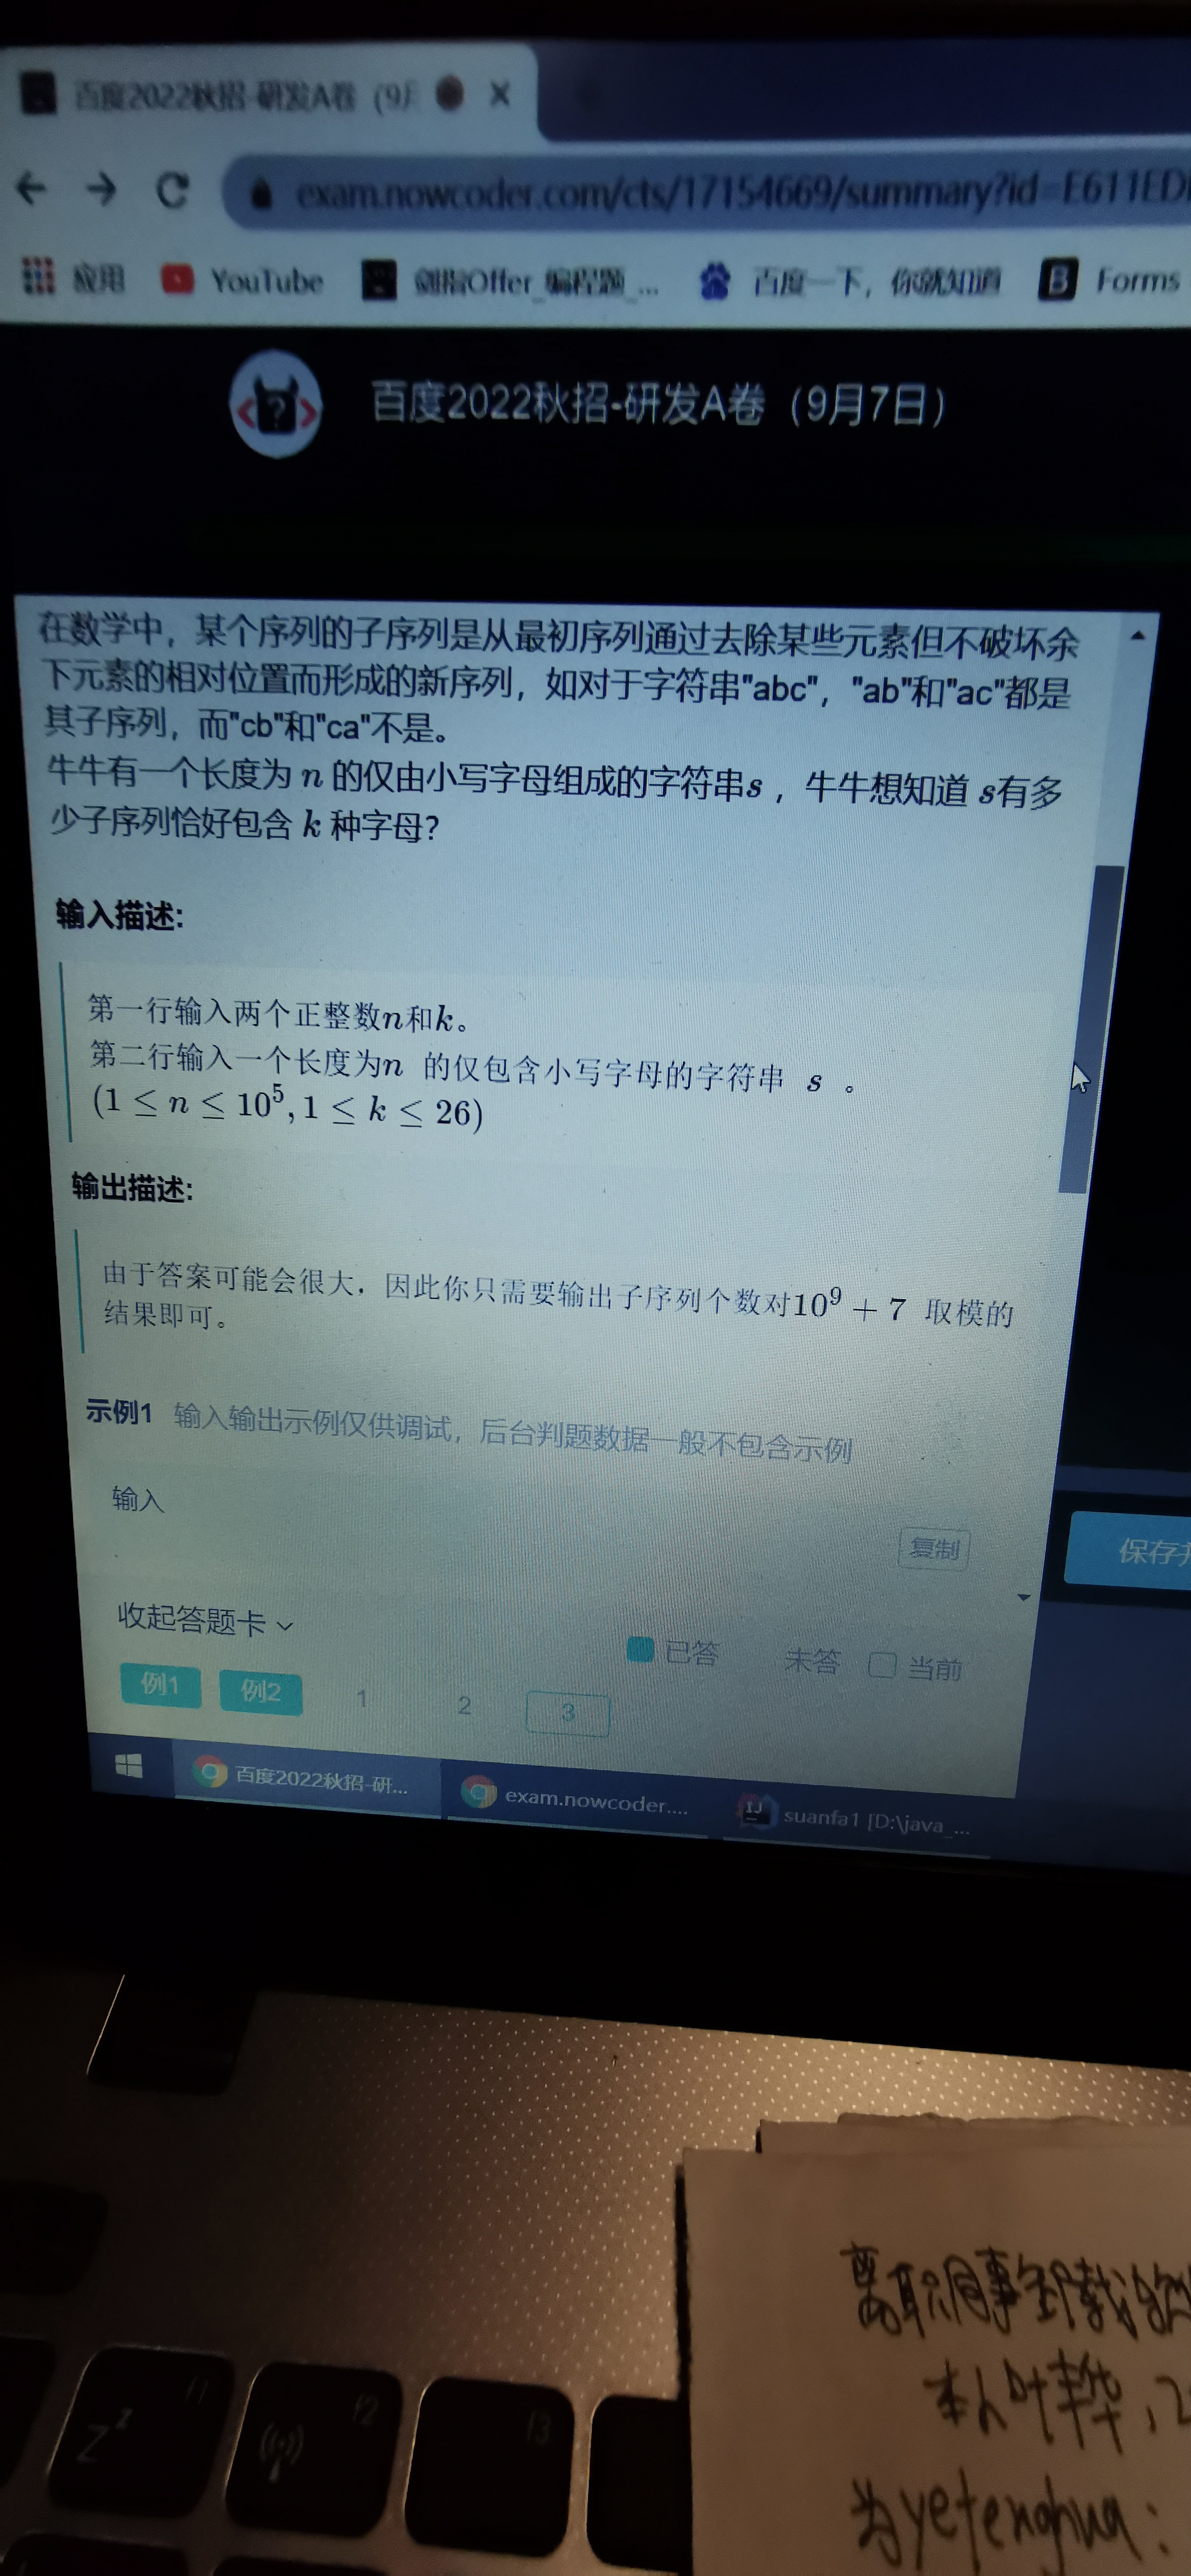 百度2022秋招-研发A卷 (9月
exam.nowcoder.com/cts/17154669/summary?id=E611ED
应用 YouTube 剑指Offer_编程题_... 百度一下，你就知道 B Forms
百度2022秋招-研发A卷（9月7日）
在数学中，某个序列的子序列是从最初序列通过去除某些元素但不破坏余
下元素的相对位置而形成的新序列，如对于字符串"abc"，"ab"和"ac"都是
其子序列，而"cb"和"ca"不是。
牛牛有一个长度为 n 的仅由小写字母组成的字符串s，牛牛想知道 s有多
少子序列恰好包含 k 种字母？
输入描述:
第一行输入两个正整数n和k。
第二行输入一个长度为n 的仅包含小写字母的字符串 s 。
(1 ≤ n ≤ 10⁵, 1 ≤ k ≤ 26)
输出描述:
由于答案可能会很大，因此你只需要输出子序列个数对10⁹ + 7 取模的
结果即可。
示例1 输入输出示例仅供调试，后台判题数据一般不包含示例
输入
复制
保存
收起答题卡
已答 未答 当前
例1 例2 1 2 3
百度2022秋招-研... exam.nowcoder.... IJ suanfa1 [D:\java_...
离职同事
本人叶
为yetenghua:
f1 f2 f3
Zz